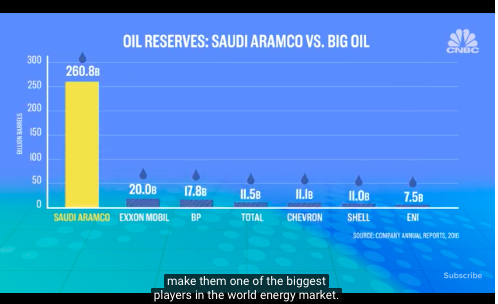 OIL RESERVES: SAUDI ARAMCO VS. BIG OIL
CNBC
BILLION BARRELS
300
250
200
150
100
50
0
260.8B
20.0B
17.8B
11.5B
11.1B
11.0B
7.5B
SAUDI ARAMCO
EXXON MOBIL
BP
TOTAL
CHEVRON
SHELL
ENI
SOURCE: COMPANY ANNUAL REPORTS, 2016
Subscribe
make them one of the biggest
players in the world energy market.